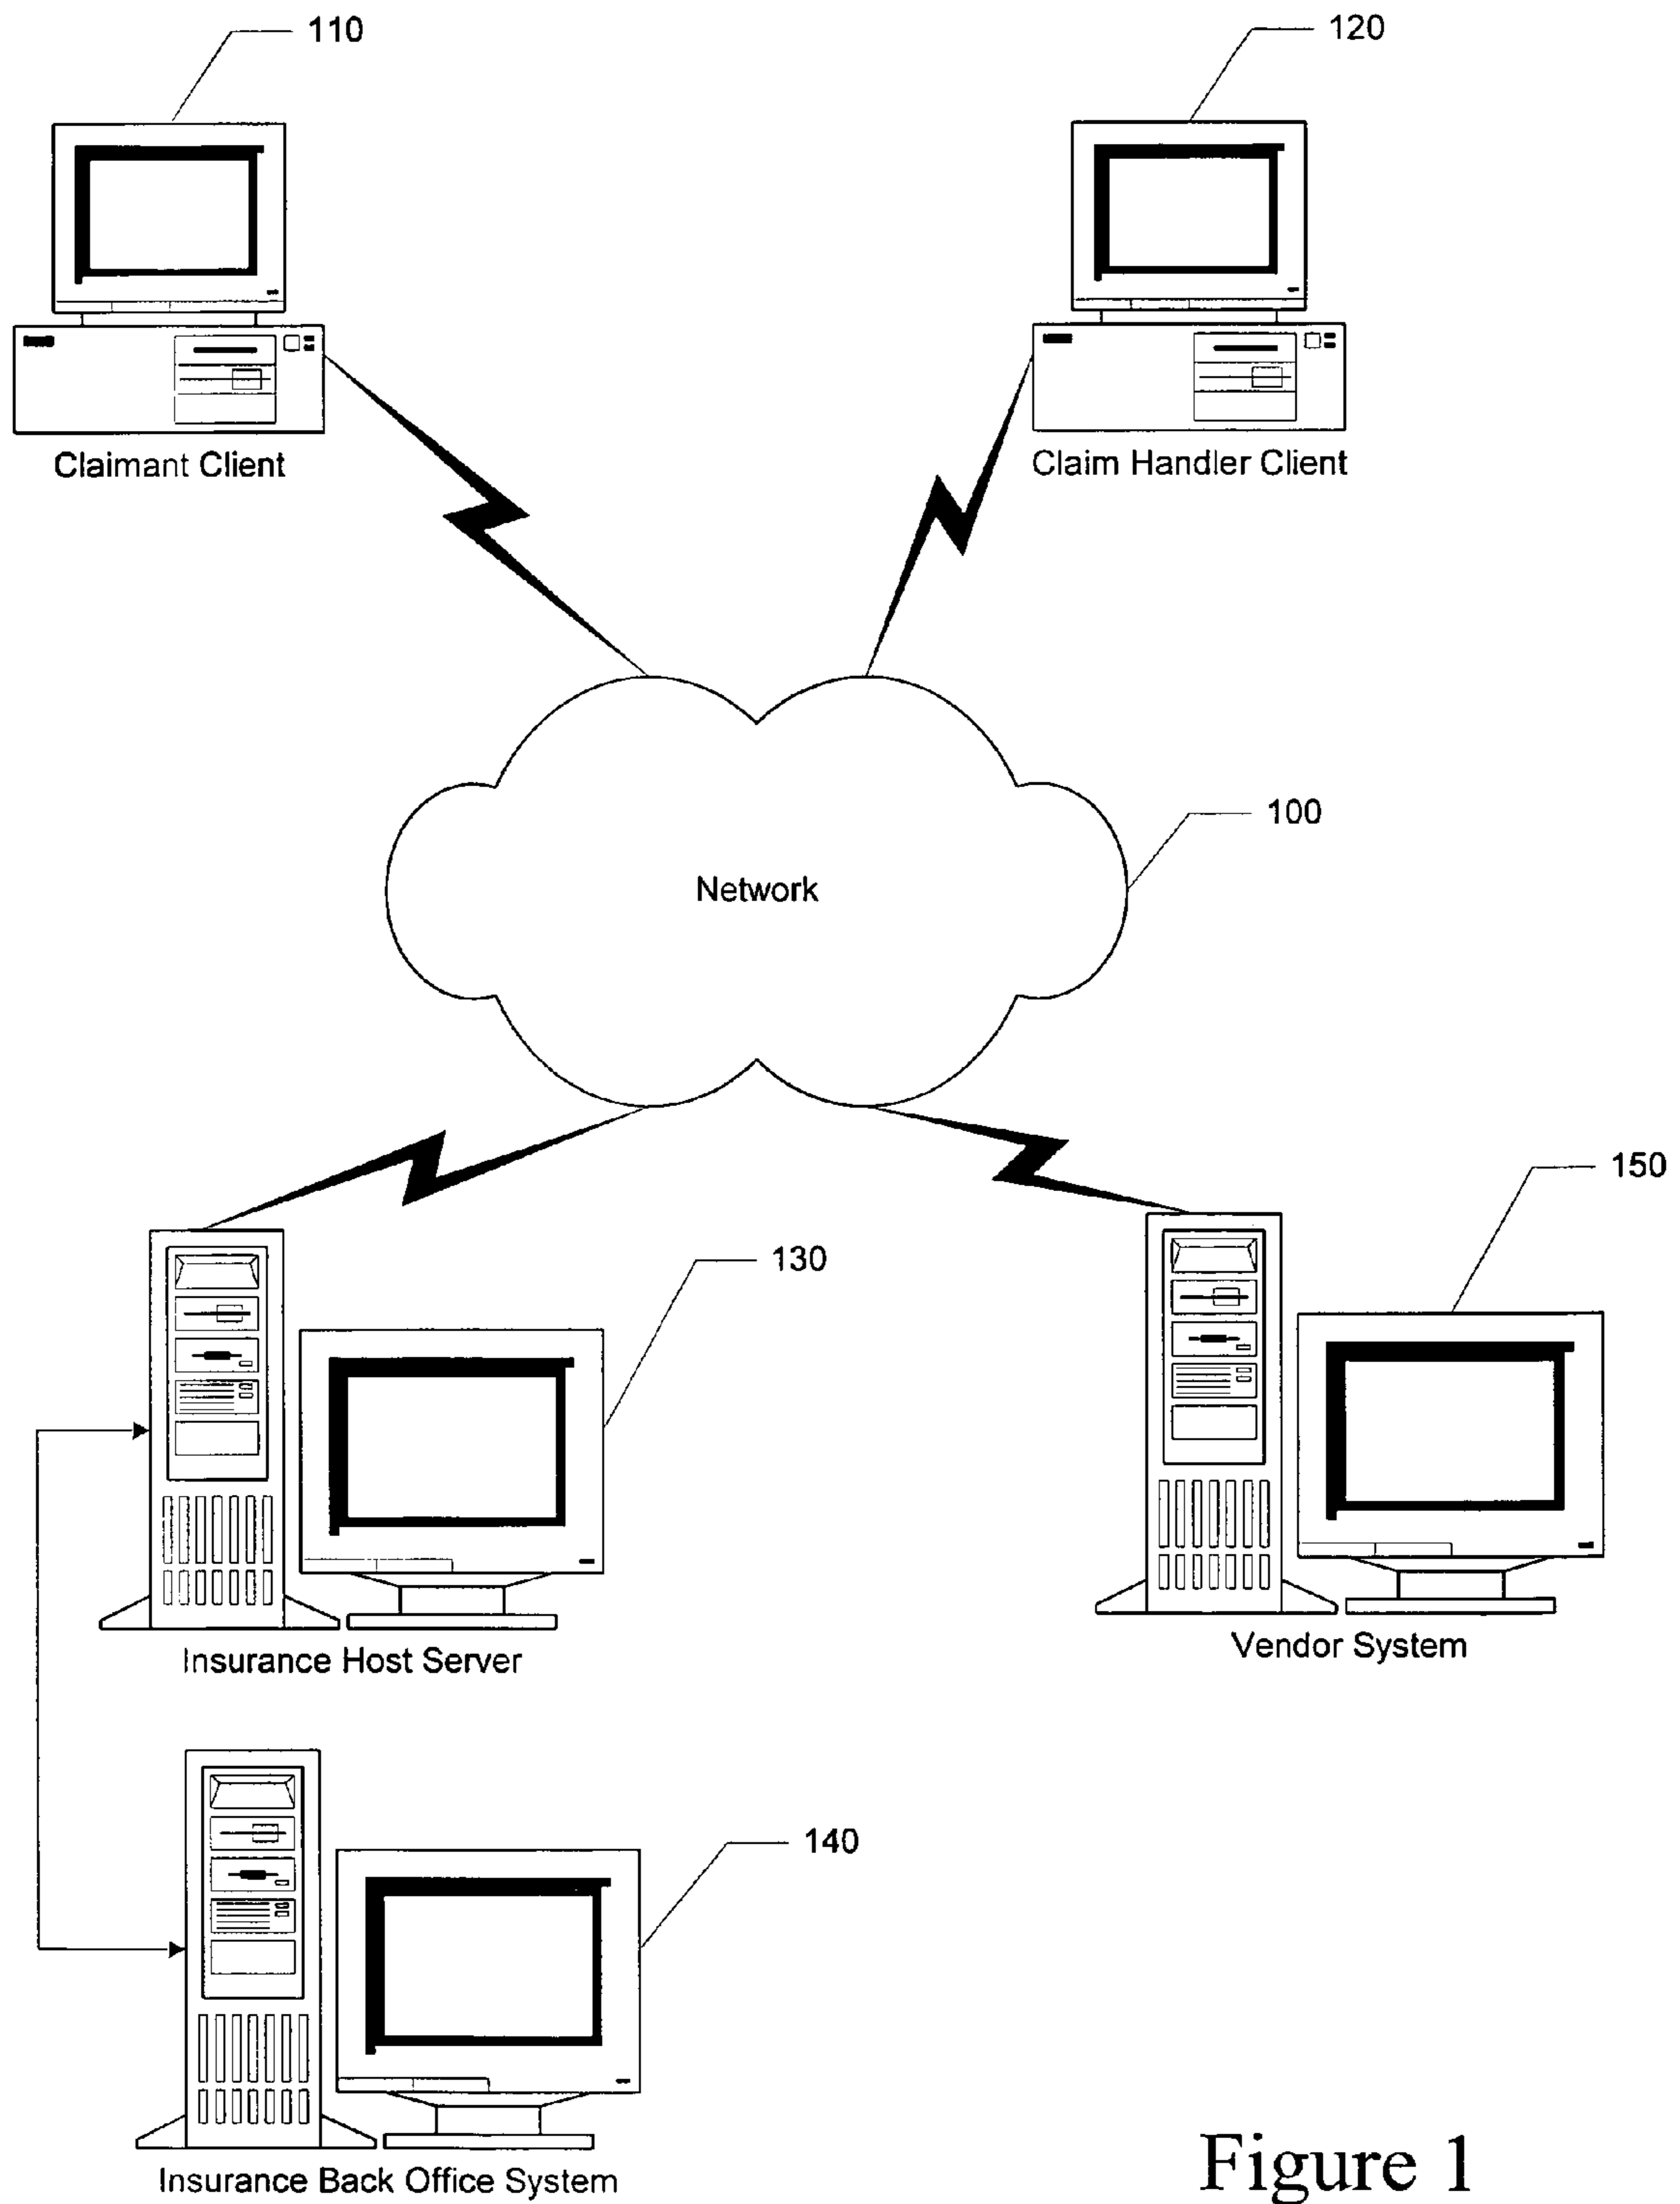 110
120
Claimant Client
Claim Handler Client
100
Network
150
130
Vendor System
Insurance Host Server
140
Insurance Back Office System
Figure 1